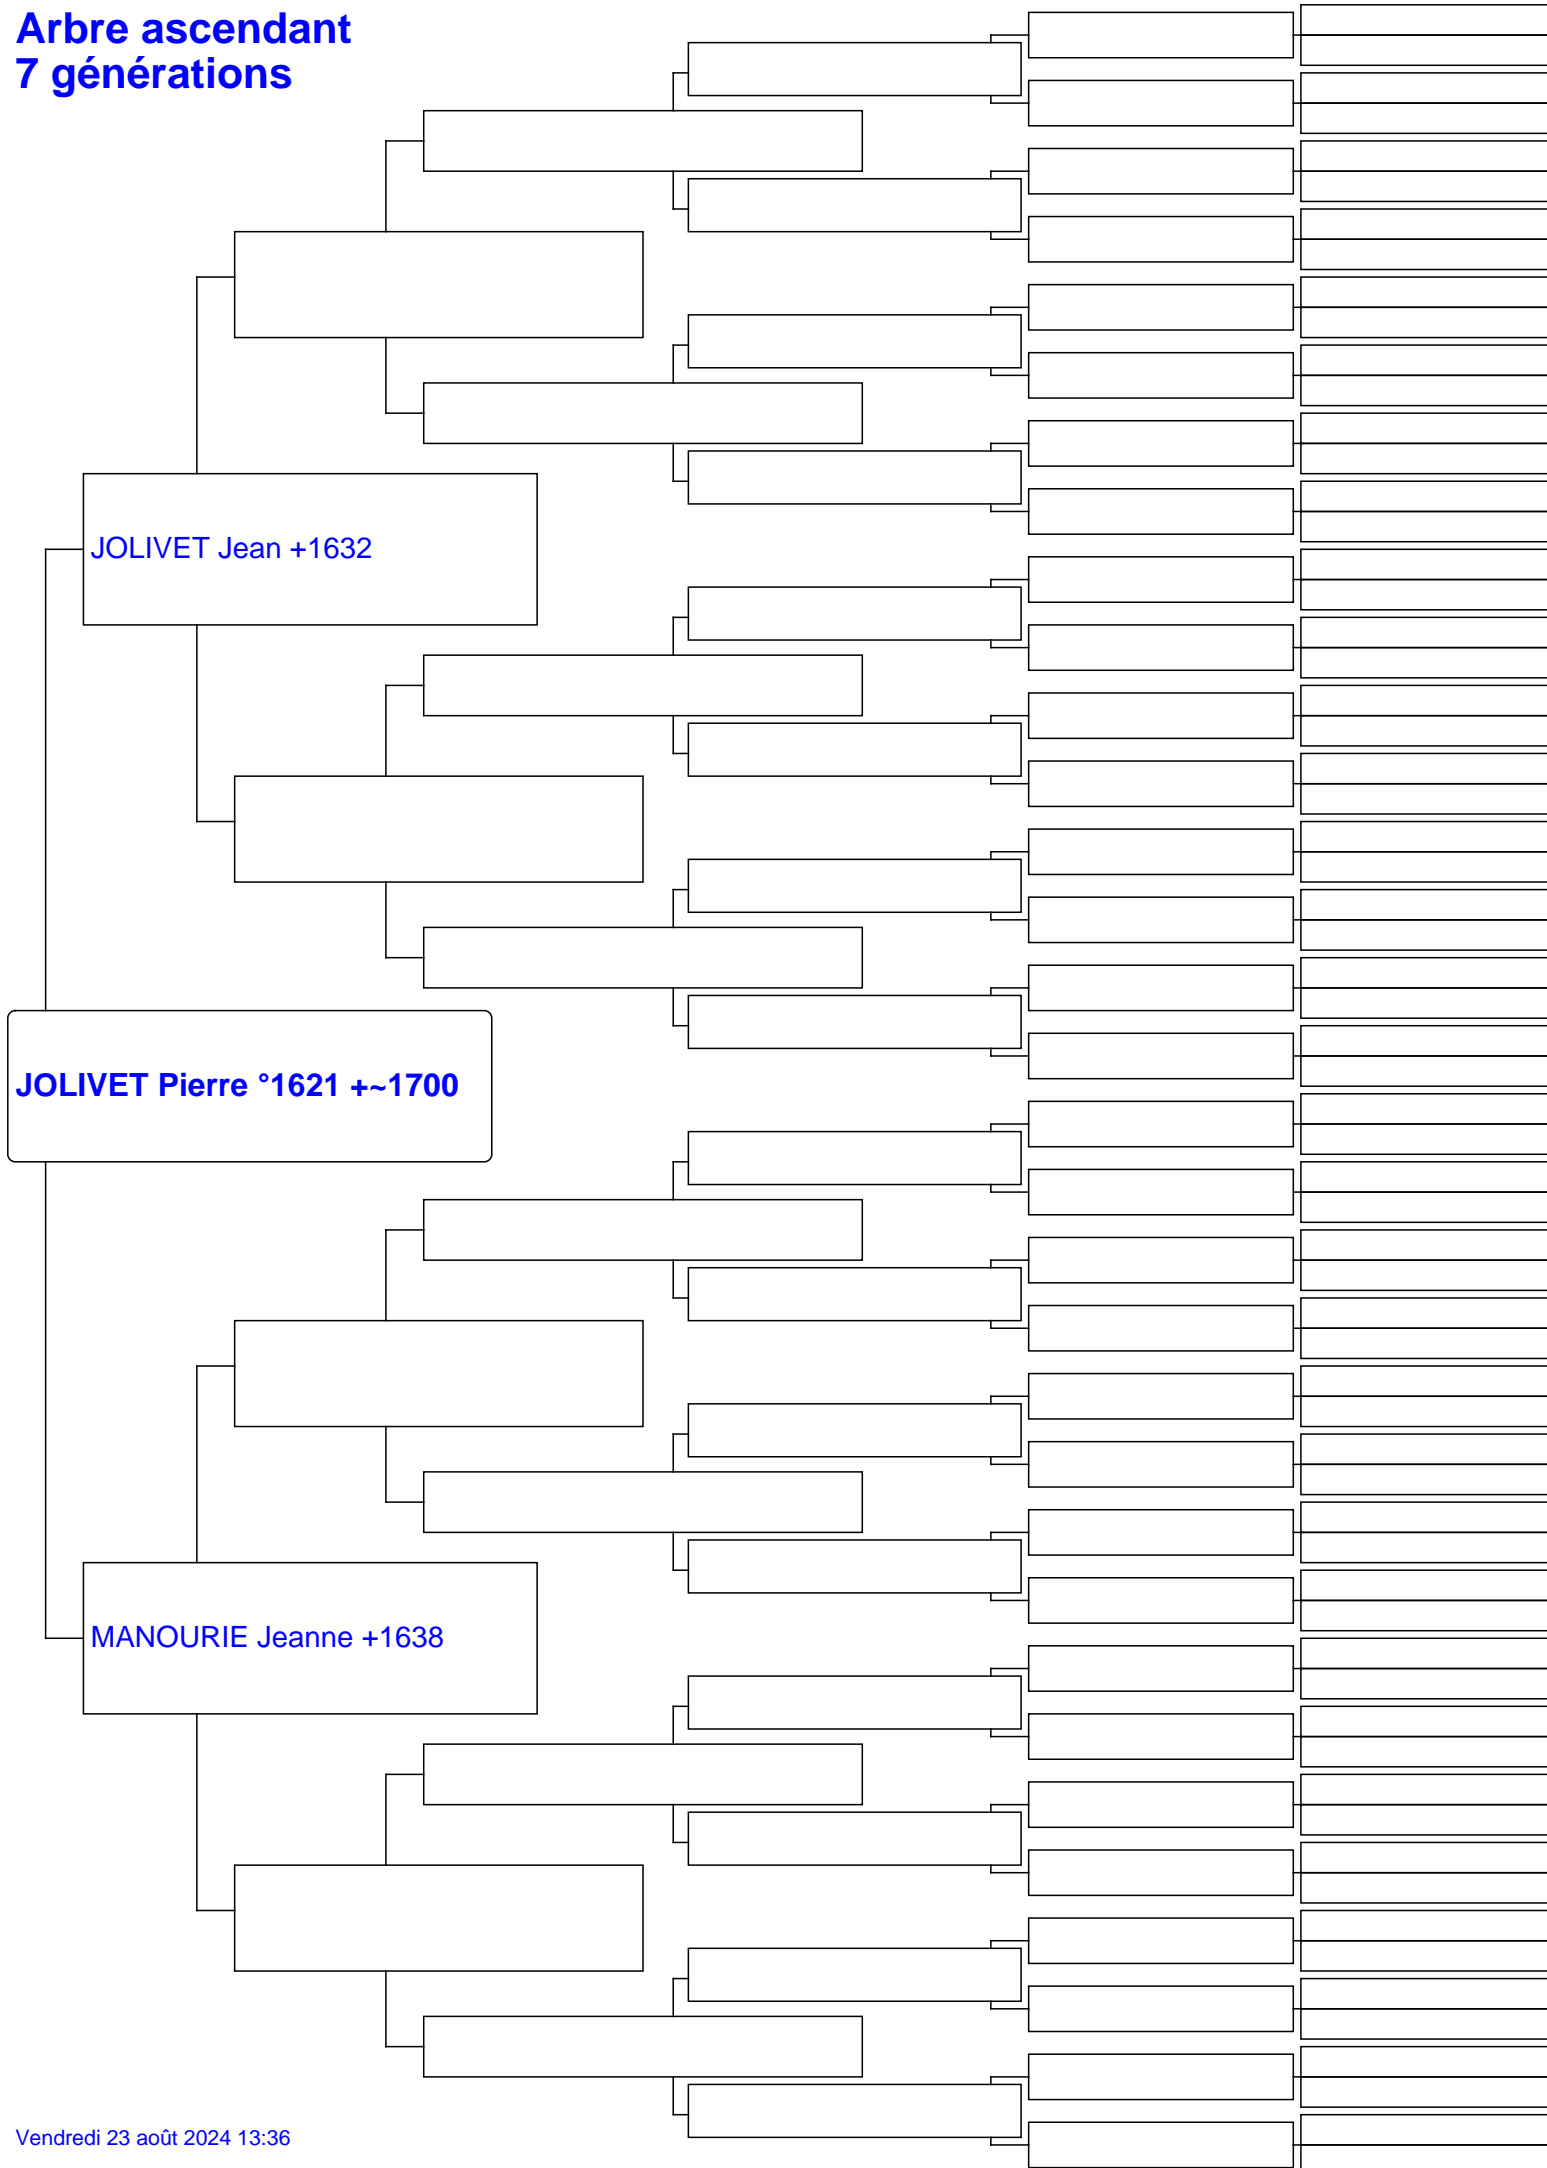 Arbre ascendant
7 générations
JOLIVET Jean +1632
JOLIVET Pierre °1621 +~1700
MANOURIE Jeanne +1638
Vendredi 23 août 2024 13:36